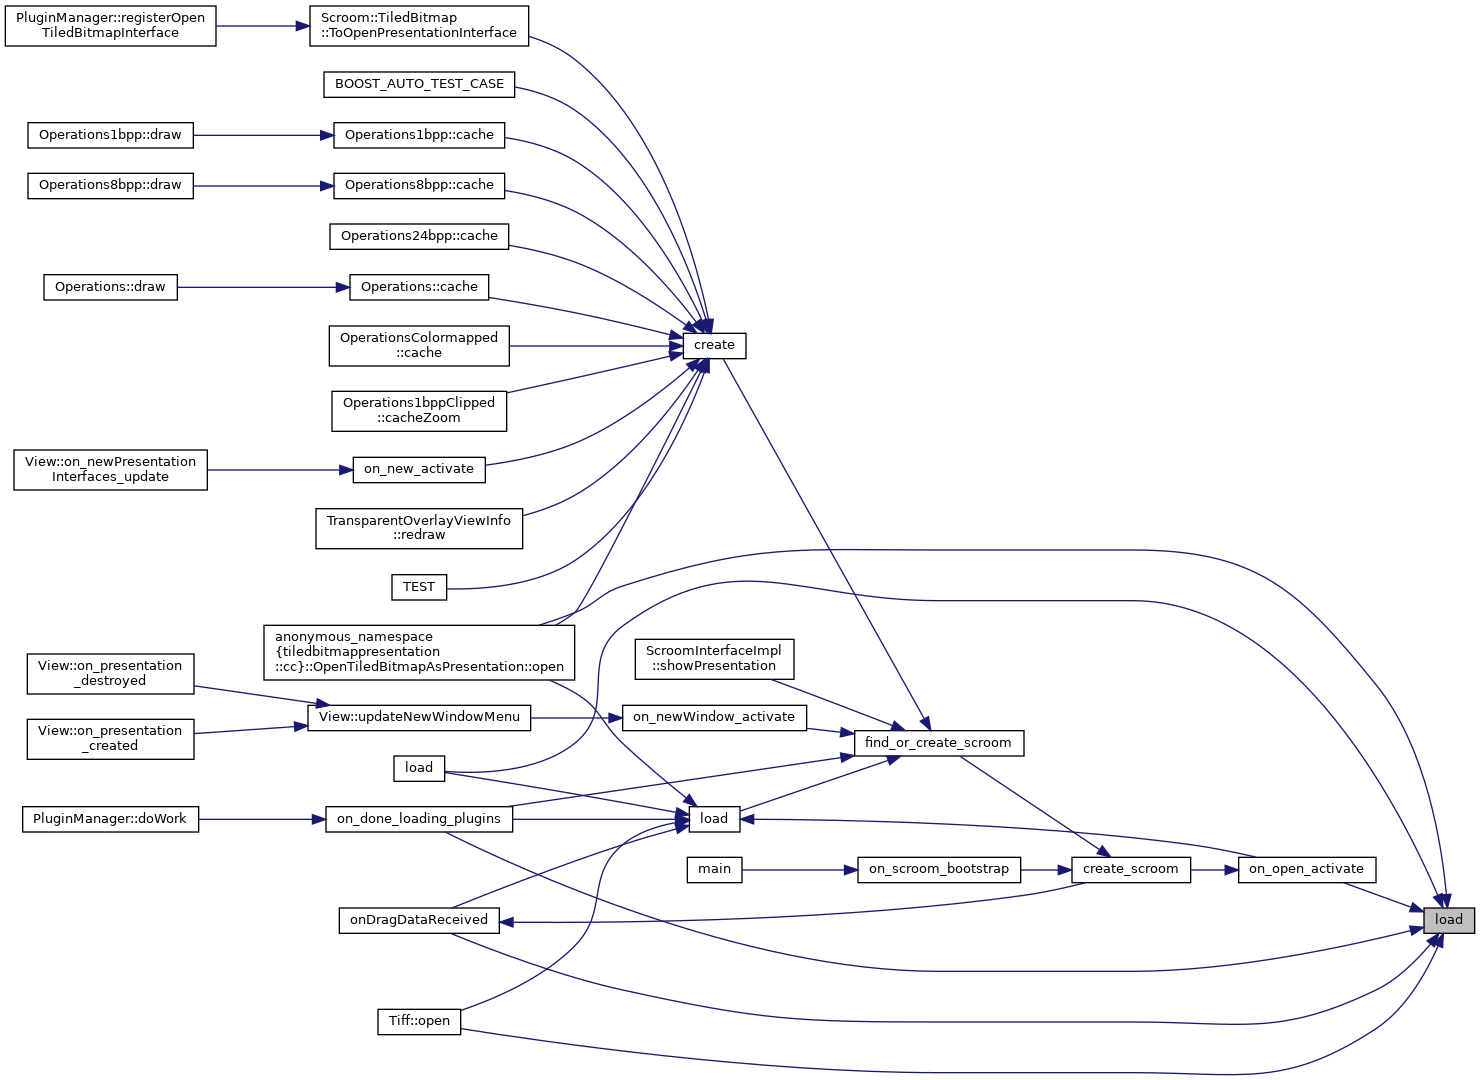 PluginManager::registerOpen
TiledBitmapInterface
Scroom::TiledBitmap
::ToOpenPresentationInterface
BOOST_AUTO_TEST_CASE
Operations1bpp::draw
Operations1bpp::cache
Operations8bpp::draw
Operations8bpp::cache
Operations24bpp::cache
Operations::draw
Operations::cache
create
OperationsColormapped
::cache
Operations1bppClipped
::cacheZoom
View::on_newPresentation
Interfaces_update
on_new_activate
TransparentOverlayViewInfo
::redraw
TEST
anonymous_namespace
{tiledbitmappresentation
::cc}::OpenTiledBitmapAsPresentation::open
ScroomInterfaceImpl
::showPresentation
View::on_presentation
_destroyed
View::updateNewWindowMenu
on_newWindow_activate
View::on_presentation
_created
find_or_create_scroom
load
PluginManager::doWork
on_done_loading_plugins
load
main
on_scroom_bootstrap
create_scroom
on_open_activate
onDragDataReceived
load
Tiff::open